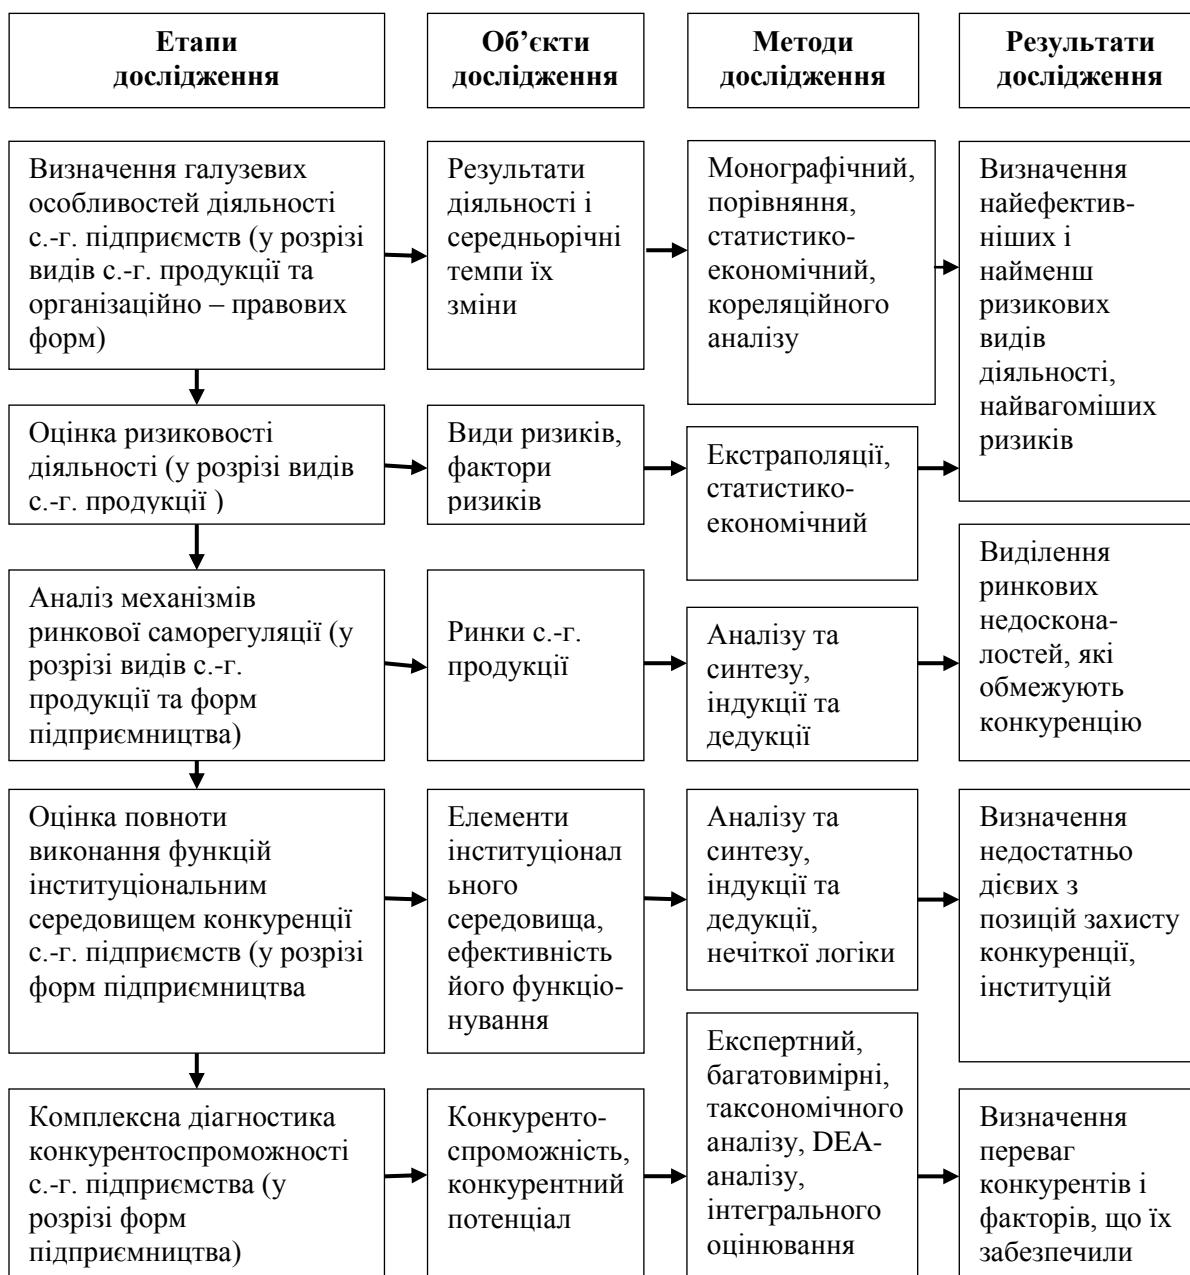 Етапи
дослідження
Об’єкти
дослідження
Методи
дослідження
Результати
дослідження
Визначення галузевих
особливостей діяльності
с.-г. підприємств (у розрізі
видів с.-г. продукції та
організаційно – правових
форм)
Результати
діяльності і
середньорічні
темпи їх
зміни
Монографічний,
порівняння,
статистико-
економічний,
кореляційного
аналізу
Визначення
найефектив-
ніших і
найменш
ризикових
видів
діяльності,
найвагоміших
ризиків
Оцінка ризиковості
діяльності (у розрізі видів
с.-г. продукції )
Види ризиків,
фактори
ризиків
Екстраполяції,
статистико-
економічний
Аналіз механізмів
ринкової саморегуляції (у
розрізі видів с.-г.
продукції та форм
підприємництва)
Ринки с.-г.
продукції
Аналізу та
синтезу,
індукції та
дедукції
Виділення
ринкових
недоскона-
лостей, які
обмежують
конкуренцію
Оцінка повноти
виконання функцій
інституціональним
середовищем конкуренції
с.-г. підприємств (у розрізі
форм підприємництва
Елементи
інституціонал
ьного
середовища,
ефективність
його функціо-
нування
Аналізу та
синтезу,
індукції та
дедукції,
нечіткої логіки
Визначення
недостатньо
дієвих з
позицій захисту
конкуренції,
інституцій
Комплексна діагностика
конкурентоспроможності
с.-г. підприємства (у
розрізі форм
підприємництва)
Конкуренто-
спроможність,
конкурентний
потенціал
Експертний,
багатовимірні,
таксономічного
аналізу, DEA-
аналізу,
інтегрального
оцінювання
Визначення
переваг
конкурентів і
факторів, що їх
забезпечили